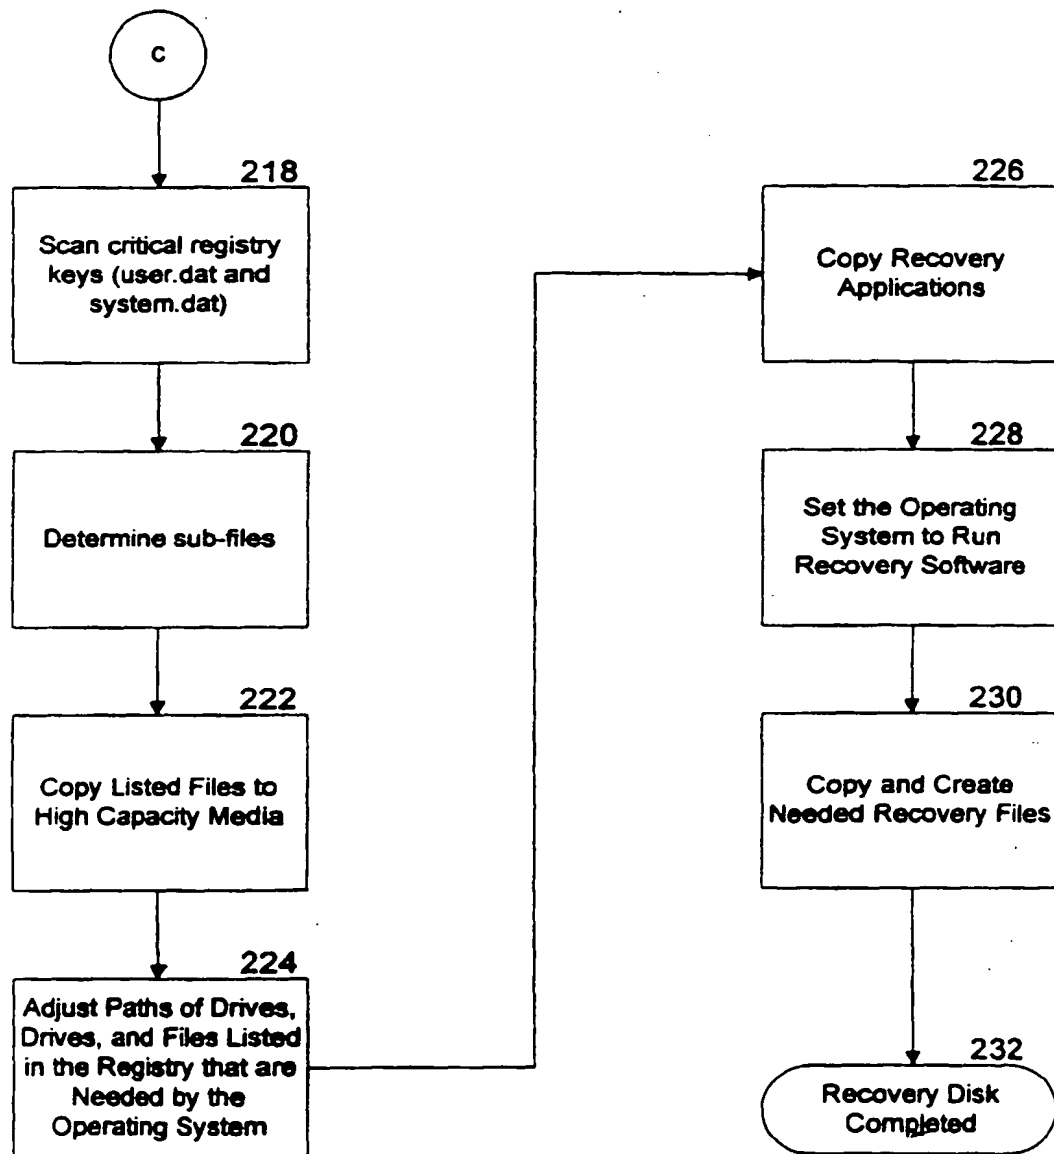 C
218
Scan critical registry
keys (user.dat and
system.dat)
220
Determine sub-files
222
Copy Listed Files to
High Capacity Media
224
Adjust Paths of Drives,
Drives, and Files Listed
in the Registry that are
Needed by the
Operating System
226
Copy Recovery
Applications
228
Set the Operating
System to Run
Recovery Software
230
Copy and Create
Needed Recovery Files
232
Recovery Disk
Completed